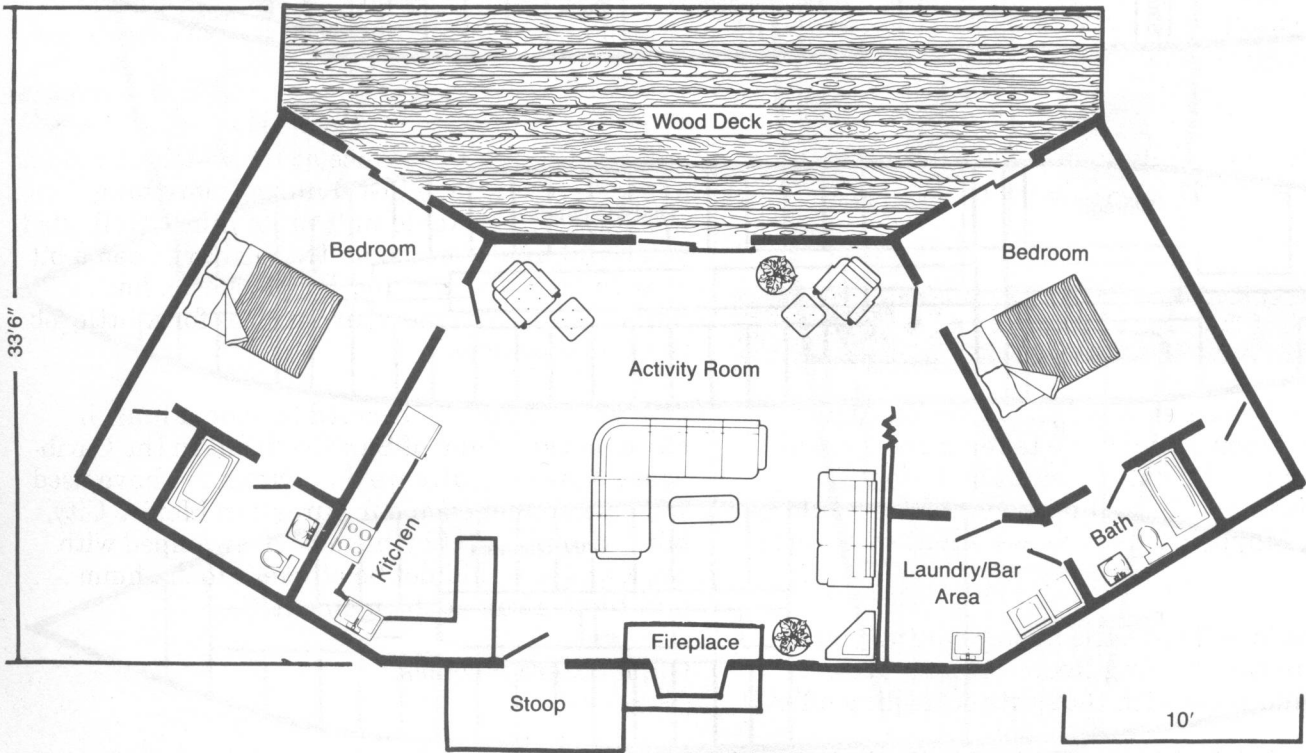 Wood Deck
Bedroom
Bedroom
33'6"
Activity Room
Kitchen
Bath
Laundry/Bar
Area
Fireplace
Stoop
10'